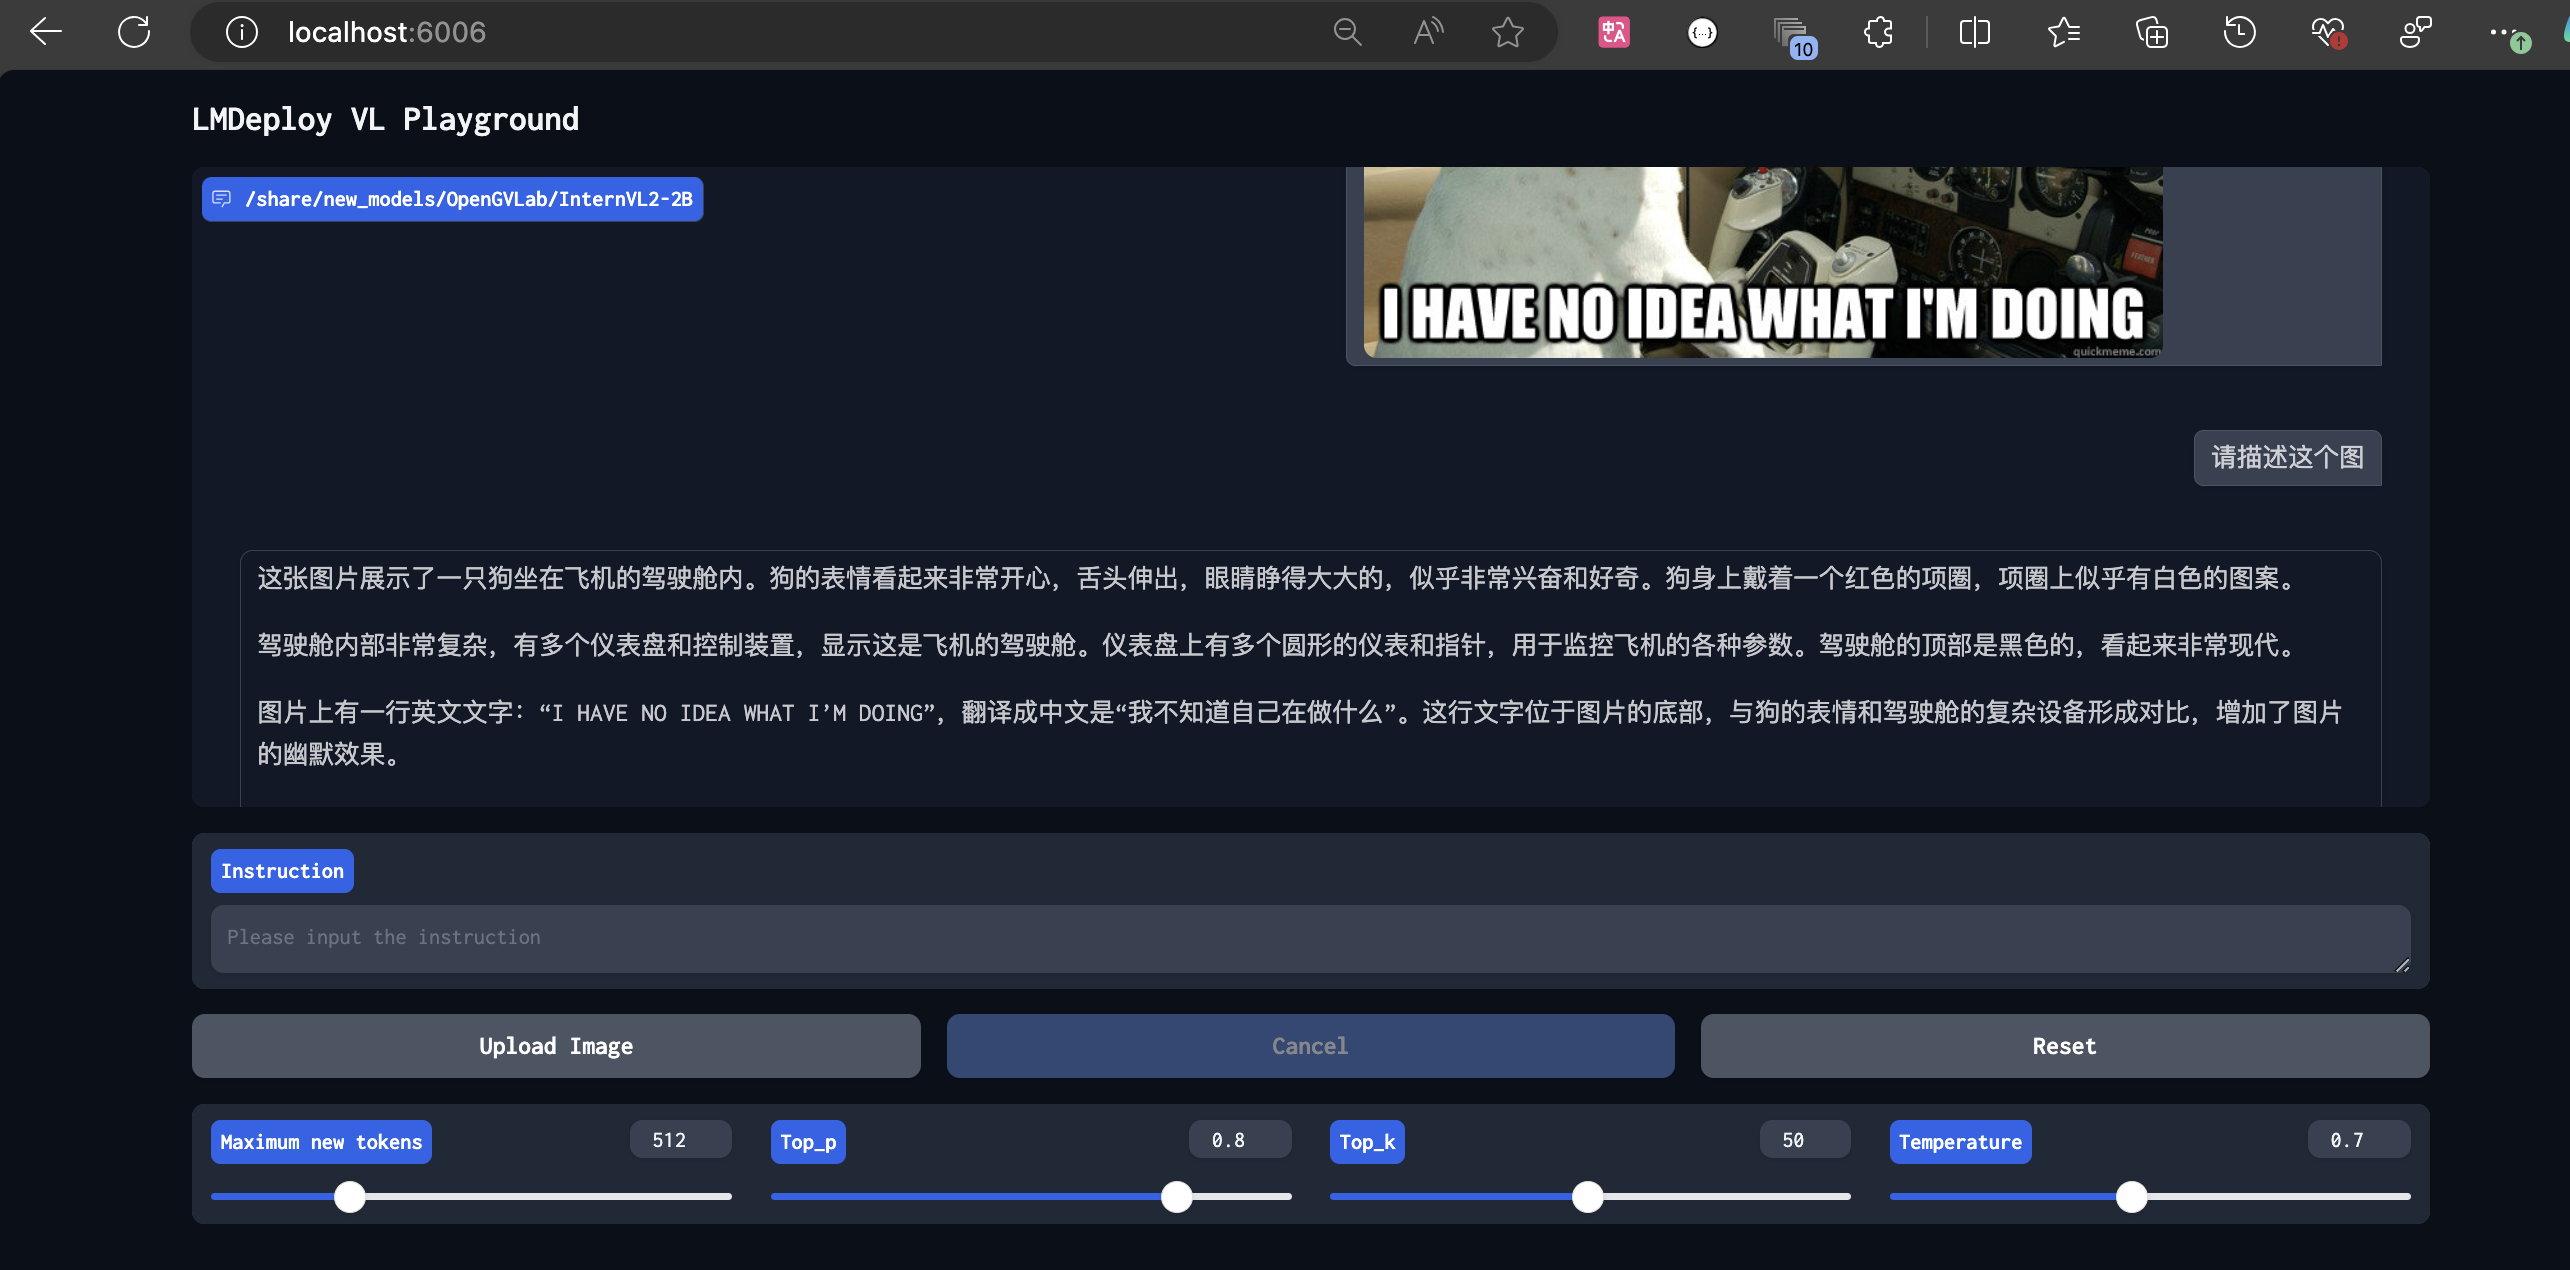 localhost:6006
10
LMDeploy VL Playground
/share/new_models/OpenGVLab/InternVL2-2B
I HAVE NO IDEA WHAT I'M DOING
quickmeme.com
请描述这个图
这张图片展示了一只狗坐在飞机的驾驶舱内。狗的表情看起来非常开心，舌头伸出，眼睛睁得大大的，似乎非常兴奋和好奇。狗身上戴着一个红色的项圈，项圈上似乎有白色的图案。
驾驶舱内部非常复杂，有多个仪表盘和控制装置，显示这是飞机的驾驶舱。仪表盘上有多个圆形的仪表和指针，用于监控飞机的各种参数。驾驶舱的顶部是黑色的，看起来非常现代。
图片上有一行英文文字：“I HAVE NO IDEA WHAT I’M DOING”，翻译成中文是“我不知道自己在做什么”。这行文字位于图片的底部，与狗的表情和驾驶舱的复杂设备形成对比，增加了图片
的幽默效果。
Instruction
Please input the instruction
Upload Image
Cancel
Reset
Maximum new tokens
512
Top_p
0.8
Top_k
50
Temperature
0.7